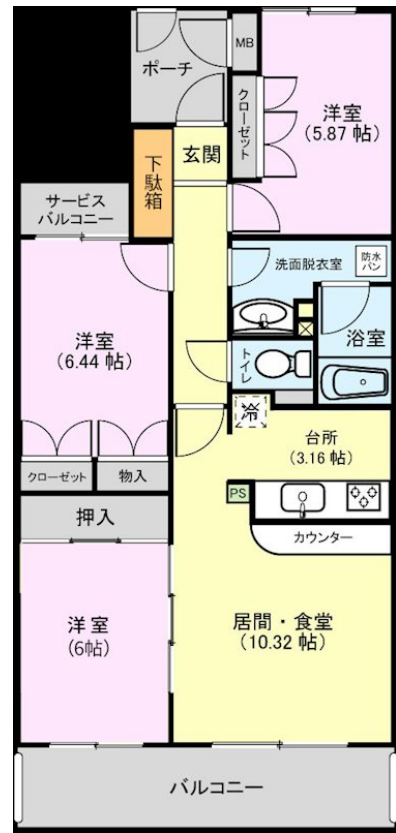 ポーチ
MB
クローゼット
洋室
(5.87 帖)
玄関
下駄箱
サービス
バルコニー
洗面脱衣室
防水
パン
洋室
(6.44 帖)
トイレ
浴室
冷
台所
(3.16 帖)
クローゼット
物入
PS
押入
カウンター
洋室
(6帖)
居間・食堂
(10.32 帖)
バルコニー